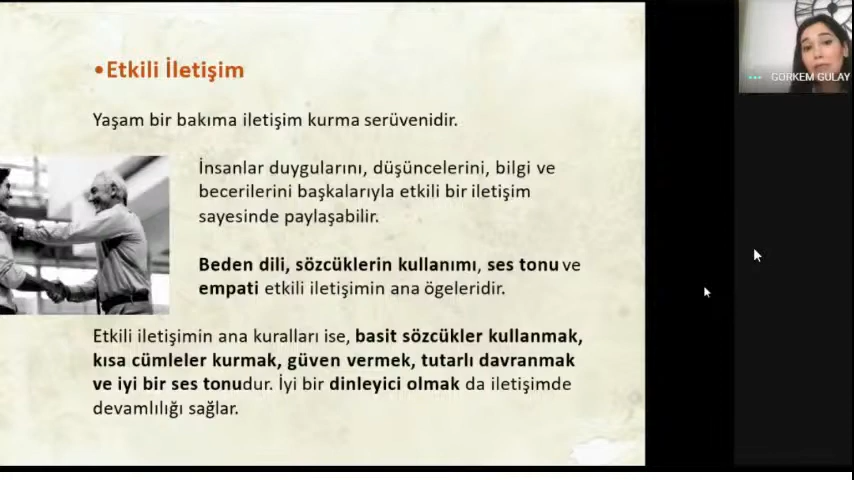 •Etkili İletişim
Yaşam bir bakıma iletişim kurma serüvenidir.
İnsanlar duygularını, düşüncelerini, bilgi ve
becerilerini başkalarıyla etkili bir iletişim
sayesinde paylaşabilir.
Beden dili, sözcüklerin kullanımı, ses tonu ve
empati etkili iletişimin ana ögeleridir.
Etkili iletişimin ana kuralları ise, basit sözcükler kullanmak,
kısa cümleler kurmak, güven vermek, tutarlı davranmak
ve iyi bir ses tonudur. İyi bir dinleyici olmak da iletişimde
devamlılığı sağlar.
GORKEM GULAY